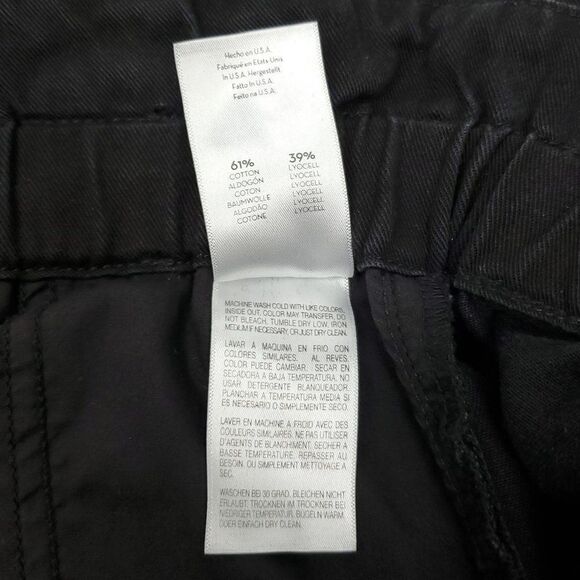 Hecho en U.S.A.
Fabriqué en Etats-Unis
In U.S.A. Hergestellt
Fatto In U.S.A.
Feito na U.S.A.
61% 39%
COTTON LYOCELL
ALDOGÓN LYOCELL
COTON LYOCELL
BAUMWOLLE LYOCELL
ALGODÃO LYOCELL
COTONE LYOCELL
MACHINE WASH COLD WITH LIKE COLORS,
INSIDE OUT. COLOR MAY TRANSFER. DO
NOT BLEACH, TUMBLE DRY LOW. IRON
MEDIUM IF NECESSARY OR JUST DRY CLEAN.
LAVAR A MAQUINA EN FRIO CON
COLORES SIMILARES. AL REVES.
COLOR PUEDE CAMBIAR. SECAR EN
SECADORA A BAJA TEMPERATURA. NO
USAR DETERGENTE BLANQUEADOR.
PLANCHAR A TEMPERATURA MEDIA SI
ES NECESARIO O SIMPLEMENTE SECO.
LAVER EN MACHINE A FROID AVEC DES
COULEURS SIMILAIRES. NE PAS UTILISER
D'AGENTS DE BLANCHIMENT. SECHER A
BASSE TEMPERATURE. REPASSER AU
BESOIN. OU SIMPLEMENT METTOYAGE A
SEC.
WASCHEN BEI 30 GRAD. BLEICHEN NICHT
ERLAUBT. TROCKNEN IM TROCKNER BEI
NIEDRIGER TEMPERATUR. BUGELN WARM.
ODER EINFACH DRY CLEAN.